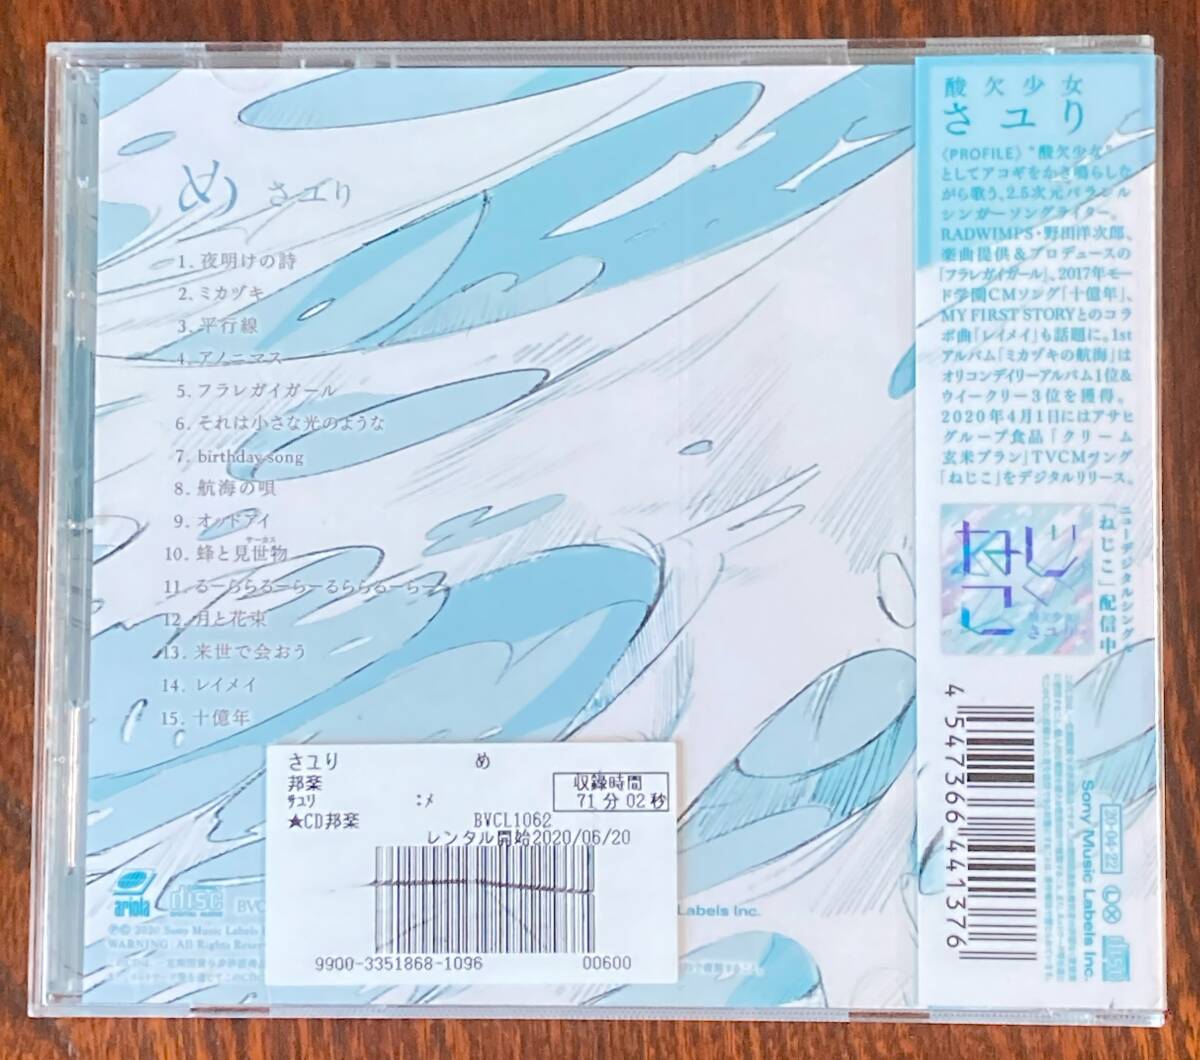 め さユり
1. 夜明けの詩
2. ミカヅキ
3. 平行線
4. アノニマス
5. フラレガイガール
6. それは小さな光のような
7. birthday song
8. 航海の唄
9. オッドアイ
サーカス
10. 蜂と見世物
11. るーららるーらーるららるーらー
12. 月と花束
13. 来世で会おう
14. レイメイ
15. 十億年
さユり め
邦楽
ｻﾕﾘ :ﾒ
収録時間
71分02秒
★CD邦楽 BVCL1062
レンタル開始2020/06/20
9900-3351868-1096 00600
ariola
disc
DIGITAL AUDIO
BVC
Labels Inc.
℗© 2020 Sony Music Labels
WARNING: All Rights Reser
酸欠少女
さユり
〈PROFILE〉"酸欠少女"
としてアコギをかき鳴らしな
がら歌う、2.5次元パラレル
シンガーソングライター。
RADWIMPS・野田洋次郎、
楽曲提供＆プロデュースの
「フラレガイガール」、2017年モー
ド学園CMソング「十億年」、
MY FIRST STORYとのコラ
ボ曲「レイメイ」も話題に。1st
アルバム「ミカヅキの航海」は
オリコンデイリーアルバム1位＆
ウイークリー3位を獲得。
2020年4月1日にはアサヒ
グループ食品「クリーム
玄米ブラン」TVCMソング
「ねじこ」をデジタルリリース。
ニューデジタルシングル
「ねじこ」配信中
4 547366 441376
20・04・22
Sony Music Labels Inc.